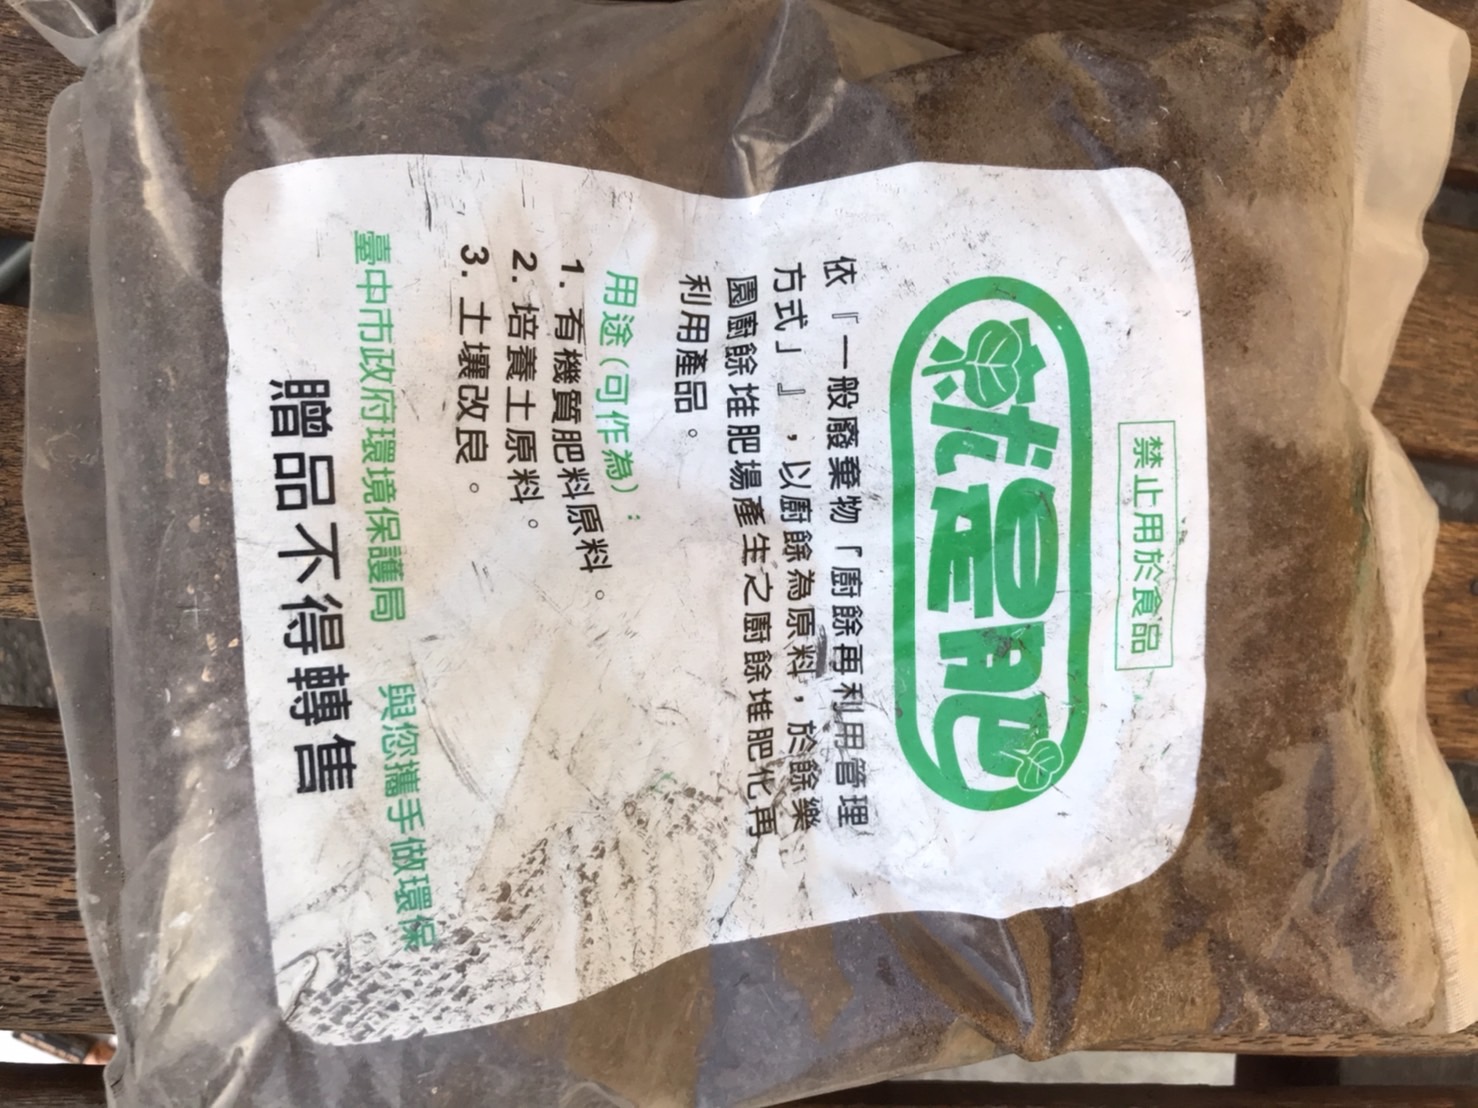 禁止用於食品
就是肥
依『一般廢棄物「廚餘再利用管理
方式」』，以廚餘為原料，於餘樂
園廚餘堆肥場產生之廚餘堆肥化再
利用產品。
用途(可作為)：
1. 有機質肥料原料。
2. 培養土原料。
3. 土壤改良。
臺中市政府環境保護局 與您攜手做環保
贈品不得轉售